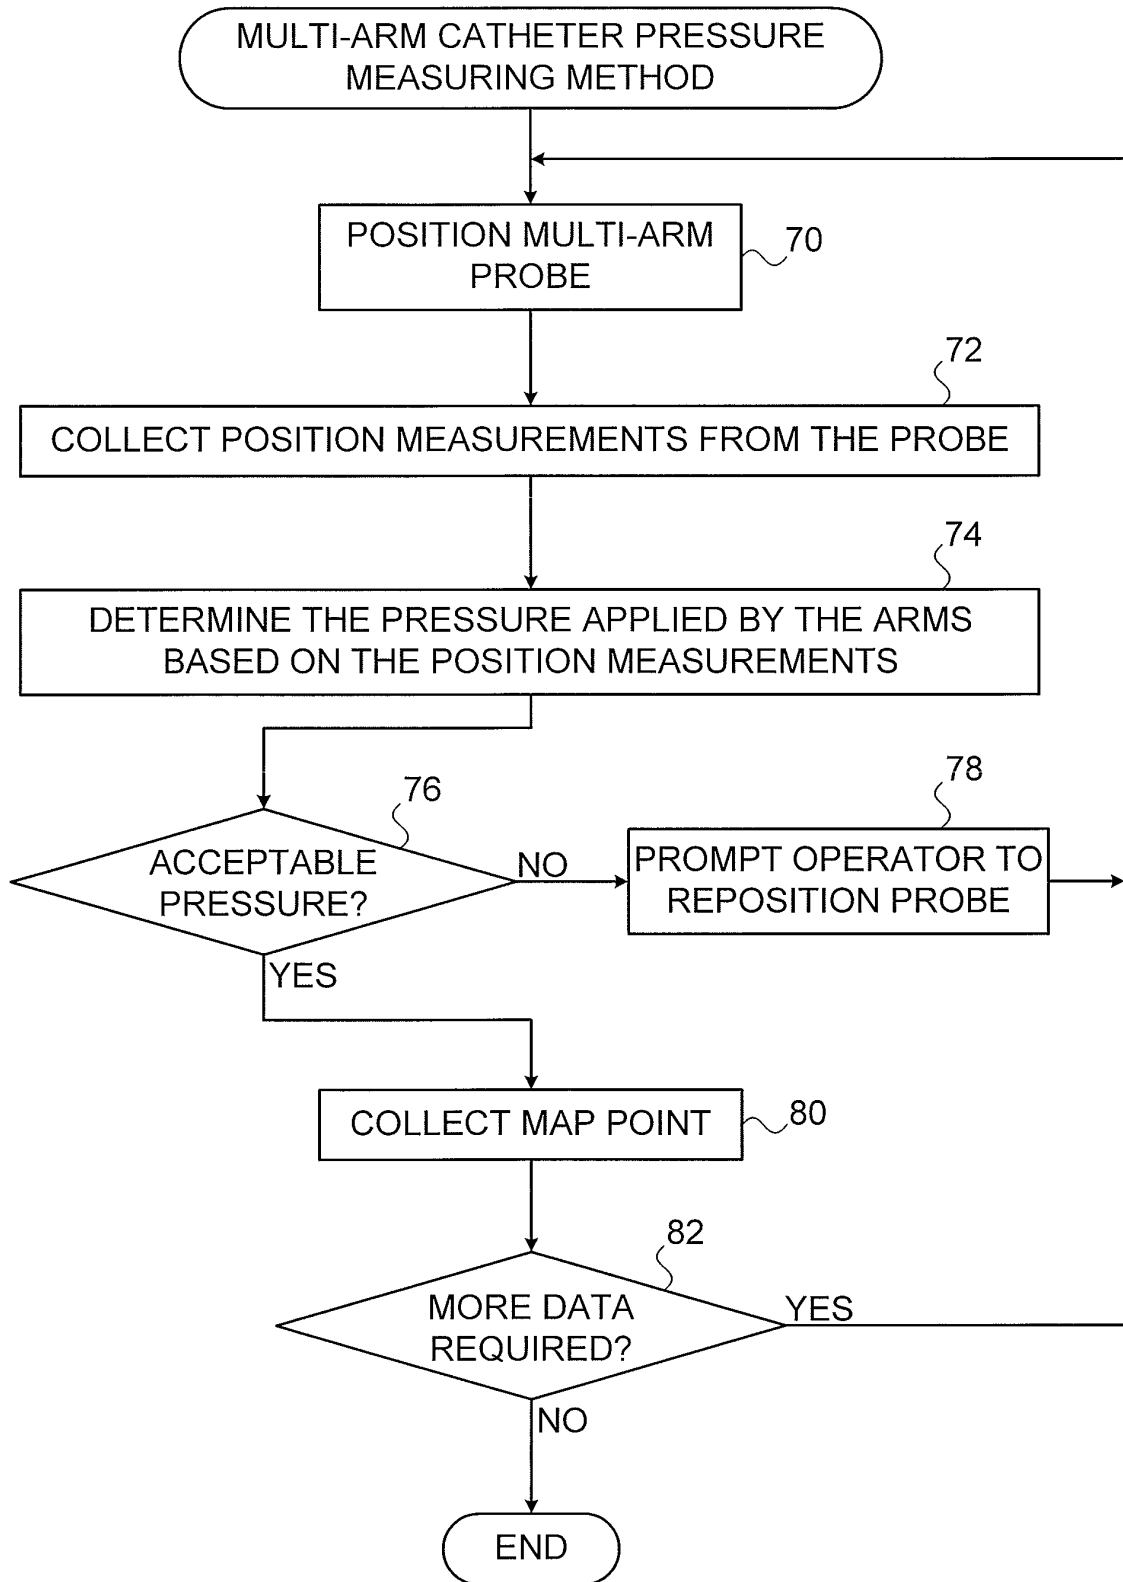 MULTI-ARM CATHETER PRESSURE
MEASURING METHOD
POSITION MULTI-ARM
PROBE
70
72
COLLECT POSITION MEASUREMENTS FROM THE PROBE
74
DETERMINE THE PRESSURE APPLIED BY THE ARMS
BASED ON THE POSITION MEASUREMENTS
76
ACCEPTABLE
PRESSURE?
NO
YES
78
PROMPT OPERATOR TO
REPOSITION PROBE
COLLECT MAP POINT
80
82
MORE DATA
REQUIRED?
YES
NO
END